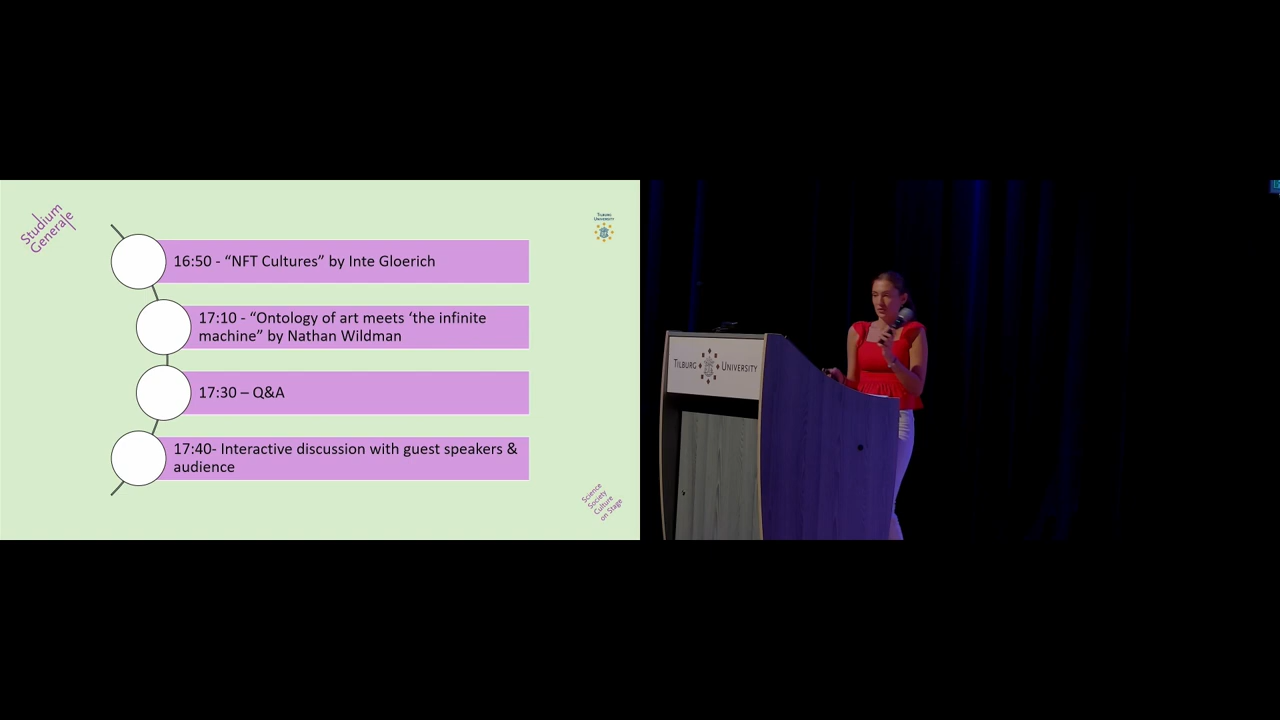 Studium
Generale
TILBURG
UNIVERSITY
16:50 - “NFT Cultures” by Inte Gloerich
17:10 - “Ontology of art meets ‘the infinite
machine” by Nathan Wildman
17:30 – Q&A
17:40- Interactive discussion with guest speakers &
audience
Science
Society
Culture
on Stage
TILBURG UNIVERSITY